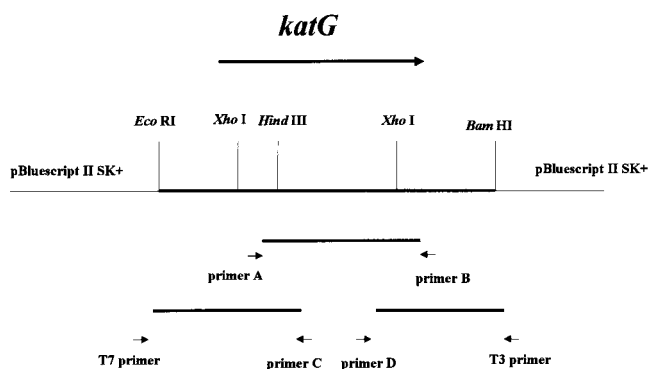 katG
Eco RI Xho I Hind III Xho I Bam HI
pBluescript II SK+ pBluescript II SK+
primer A primer B
T7 primer primer C primer D T3 primer